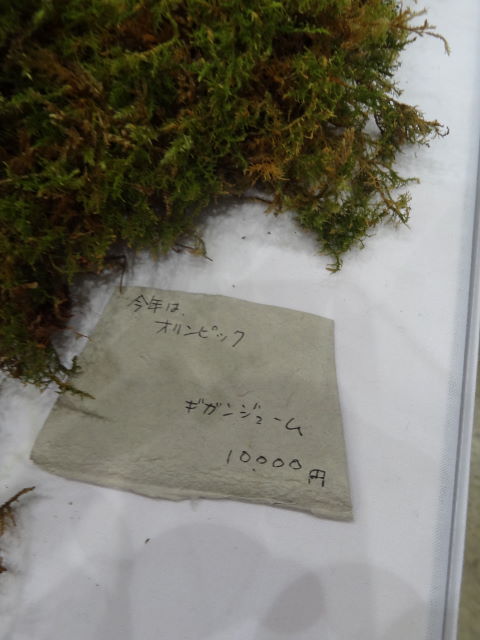 今年は
オリンピック
ギガンジューム
10,000円